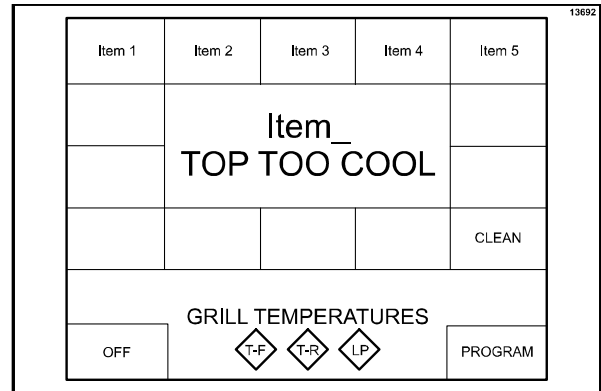 13692
Item 1 Item 2 Item 3 Item 4 Item 5
Item_
TOP TOO COOL
CLEAN
GRILL TEMPERATURES
OFF T-F T-R LP PROGRAM